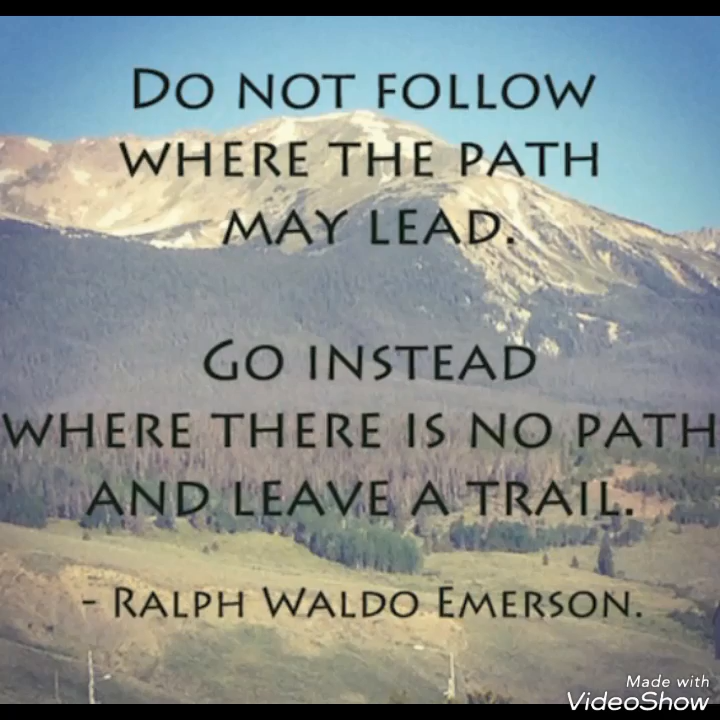 Do not follow
where the path
may lead.
Go instead
where there is no path
and leave a trail.
- Ralph Waldo Emerson.
Made with
VideoShow